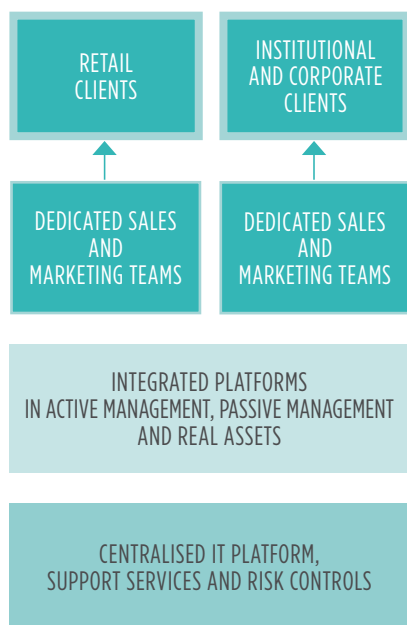 RETAIL
CLIENTS
INSTITUTIONAL
AND CORPORATE
CLIENTS
DEDICATED SALES
AND
MARKETING TEAMS
DEDICATED SALES
AND
MARKETING TEAMS
INTEGRATED PLATFORMS
IN ACTIVE MANAGEMENT, PASSIVE MANAGEMENT
AND REAL ASSETS
CENTRALISED IT PLATFORM,
SUPPORT SERVICES AND RISK CONTROLS